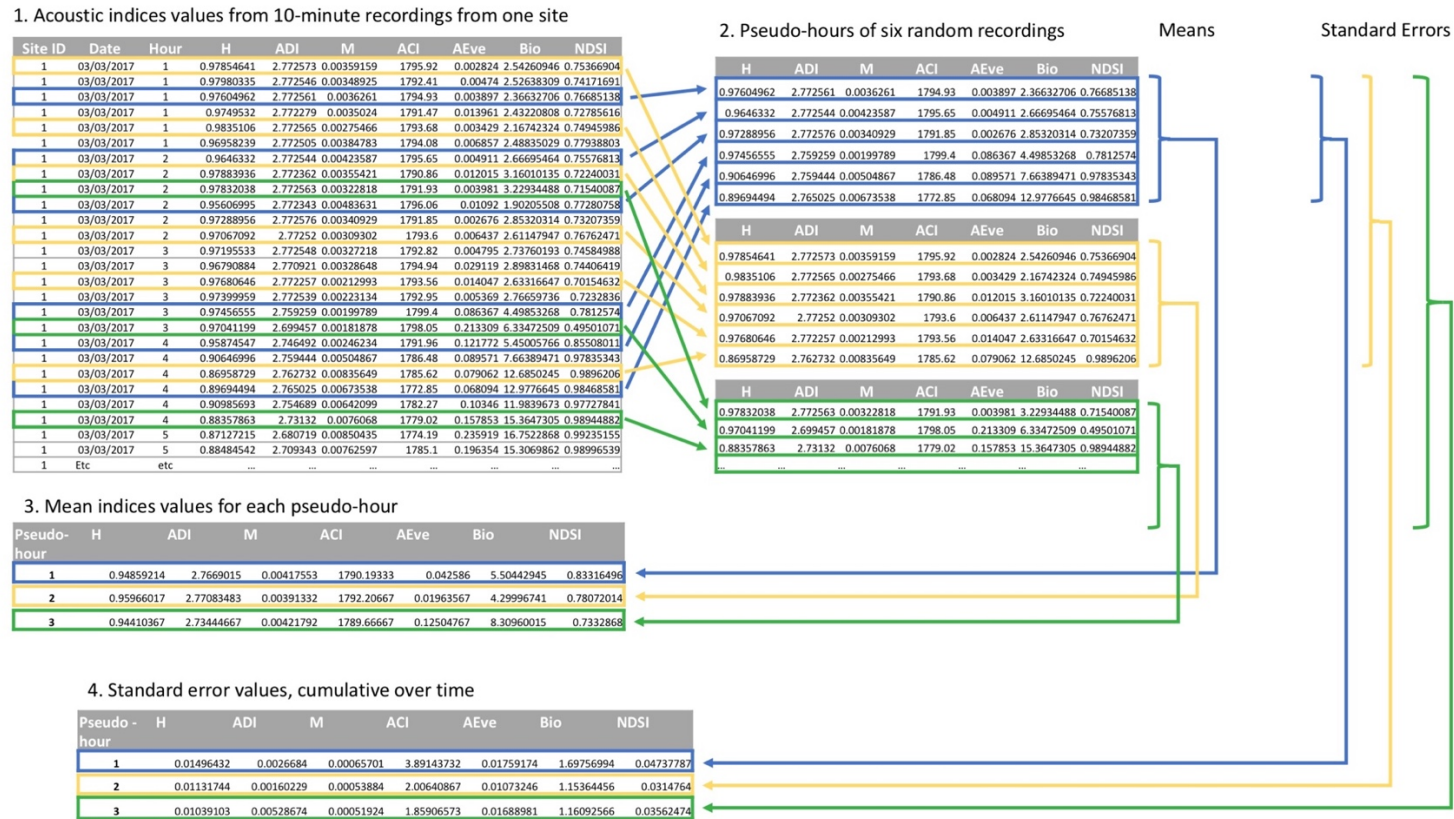 1. Acoustic indices values from 10-minute recordings from one site
Site ID Date Hour H ADI M ACI AEve Bio NDSI
1 03/03/2017 1 0.97854641 2.772573 0.00359159 1795.92 0.002824 2.54260946 0.75366904
1 03/03/2017 1 0.97980335 2.772546 0.00348925 1792.41 0.00474 2.52638309 0.74171691
1 03/03/2017 1 0.97604962 2.772561 0.0036261 1794.93 0.003897 2.36632706 0.76685138
1 03/03/2017 1 0.9749532 2.772279 0.0035024 1791.47 0.013961 2.43220808 0.72785616
1 03/03/2017 1 0.9835106 2.772565 0.00275466 1793.68 0.003429 2.16742324 0.74945986
1 03/03/2017 1 0.96958239 2.772505 0.00384783 1794.08 0.006857 2.48835029 0.77938803
1 03/03/2017 2 0.9646332 2.772544 0.00423587 1795.65 0.004911 2.66695464 0.75576813
1 03/03/2017 2 0.97883936 2.772362 0.00355421 1790.86 0.012015 3.16010135 0.72240031
1 03/03/2017 2 0.97832038 2.772563 0.00322818 1791.93 0.003981 3.22934488 0.71540087
1 03/03/2017 2 0.95606995 2.772343 0.00483631 1796.06 0.01092 1.90205508 0.77280758
1 03/03/2017 2 0.97288956 2.772576 0.00340929 1791.85 0.002676 2.85320314 0.73207359
1 03/03/2017 2 0.97067092 2.77252 0.00309302 1793.6 0.006437 2.61147947 0.76762471
1 03/03/2017 3 0.97195533 2.772548 0.00327218 1792.82 0.004795 2.73760193 0.74584988
1 03/03/2017 3 0.96790884 2.770921 0.00328648 1794.94 0.029119 2.89831468 0.74406419
1 03/03/2017 3 0.97680646 2.772257 0.00212993 1793.56 0.014047 2.63316647 0.70154632
1 03/03/2017 3 0.97399959 2.772539 0.00223134 1792.95 0.005369 2.76659736 0.7232836
1 03/03/2017 3 0.97456555 2.759259 0.00199789 1799.4 0.086367 4.49853268 0.7812574
1 03/03/2017 3 0.97041199 2.699457 0.00181878 1798.05 0.213309 6.33472509 0.49501071
1 03/03/2017 4 0.95874547 2.746492 0.00246234 1791.96 0.121772 5.45005766 0.85508011
1 03/03/2017 4 0.90646996 2.759444 0.00504867 1786.48 0.089571 7.66389471 0.97835343
1 03/03/2017 4 0.86958729 2.762732 0.00835649 1785.62 0.079062 12.6850245 0.9896206
1 03/03/2017 4 0.89694494 2.765025 0.00673538 1772.85 0.068094 12.9776645 0.98468581
1 03/03/2017 4 0.90985693 2.754689 0.00642099 1782.27 0.10346 11.9839673 0.97727841
1 03/03/2017 4 0.88357863 2.73132 0.0076068 1779.02 0.157853 15.3647305 0.98944882
1 03/03/2017 5 0.87127215 2.680719 0.00850435 1774.19 0.235919 16.7522868 0.99235155
1 03/03/2017 5 0.88484542 2.709343 0.00762597 1785.1 0.196354 15.3069862 0.98996539
1 Etc etc ... ... ... ... ... ... ...
2. Pseudo-hours of six random recordings
Means
Standard Errors
H ADI M ACI AEve Bio NDSI
0.97604962 2.772561 0.0036261 1794.93 0.003897 2.36632706 0.76685138
0.9646332 2.772544 0.00423587 1795.65 0.004911 2.66695464 0.75576813
0.97288956 2.772576 0.00340929 1791.85 0.002676 2.85320314 0.73207359
0.97456555 2.759259 0.00199789 1799.4 0.086367 4.49853268 0.7812574
0.90646996 2.759444 0.00504867 1786.48 0.089571 7.66389471 0.97835343
0.89694494 2.765025 0.00673538 1772.85 0.068094 12.9776645 0.98468581
H ADI M ACI AEve Bio NDSI
0.97854641 2.772573 0.00359159 1795.92 0.002824 2.54260946 0.75366904
0.9835106 2.772565 0.00275466 1793.68 0.003429 2.16742324 0.74945986
0.97883936 2.772362 0.00355421 1790.86 0.012015 3.16010135 0.72240031
0.97067092 2.77252 0.00309302 1793.6 0.006437 2.61147947 0.76762471
0.97680646 2.772257 0.00212993 1793.56 0.014047 2.63316647 0.70154632
0.86958729 2.762732 0.00835649 1785.62 0.079062 12.6850245 0.9896206
H ADI M ACI AEve Bio NDSI
0.97832038 2.772563 0.00322818 1791.93 0.003981 3.22934488 0.71540087
0.97041199 2.699457 0.00181878 1798.05 0.213309 6.33472509 0.49501071
0.88357863 2.73132 0.0076068 1779.02 0.157853 15.3647305 0.98944882
... ... ... ... ... ... ...
3. Mean indices values for each pseudo-hour
Pseudo- H ADI M ACI AEve Bio NDSI
hour
1 0.94859214 2.7669015 0.00417553 1790.19333 0.042586 5.50442945 0.83316496
2 0.95966017 2.77083483 0.00391332 1792.20667 0.01963567 4.29996741 0.78072014
3 0.94410367 2.73444667 0.00421792 1789.66667 0.12504767 8.30960015 0.7332868
4. Standard error values, cumulative over time
Pseudo - H ADI M ACI AEve Bio NDSI
hour
1 0.01496432 0.0026684 0.00065701 3.89143732 0.01759174 1.69756994 0.04737787
2 0.01131744 0.00160229 0.00053884 2.00640867 0.01073246 1.15364456 0.0314764
3 0.01039103 0.00528674 0.00051924 1.85906573 0.01688981 1.16092566 0.03562474